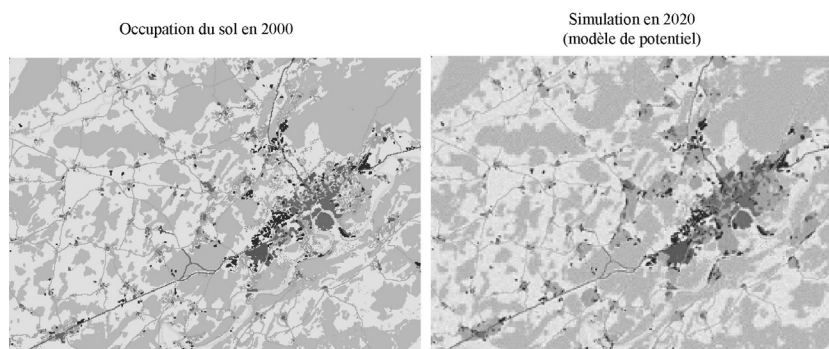 Occupation du sol en 2000
Simulation en 2020
(modèle de potentiel)